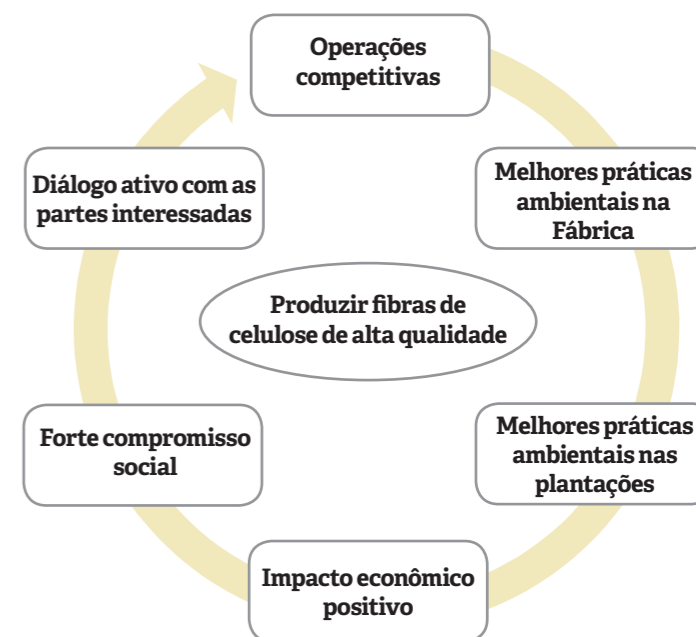 Operações
competitivas
Melhores práticas
ambientais na
Fábrica
Melhores práticas
ambientais nas
plantações
Impacto econômico
positivo
Forte compromisso
social
Diálogo ativo com as
partes interessadas
Produzir fibras de
celulose de alta qualidade